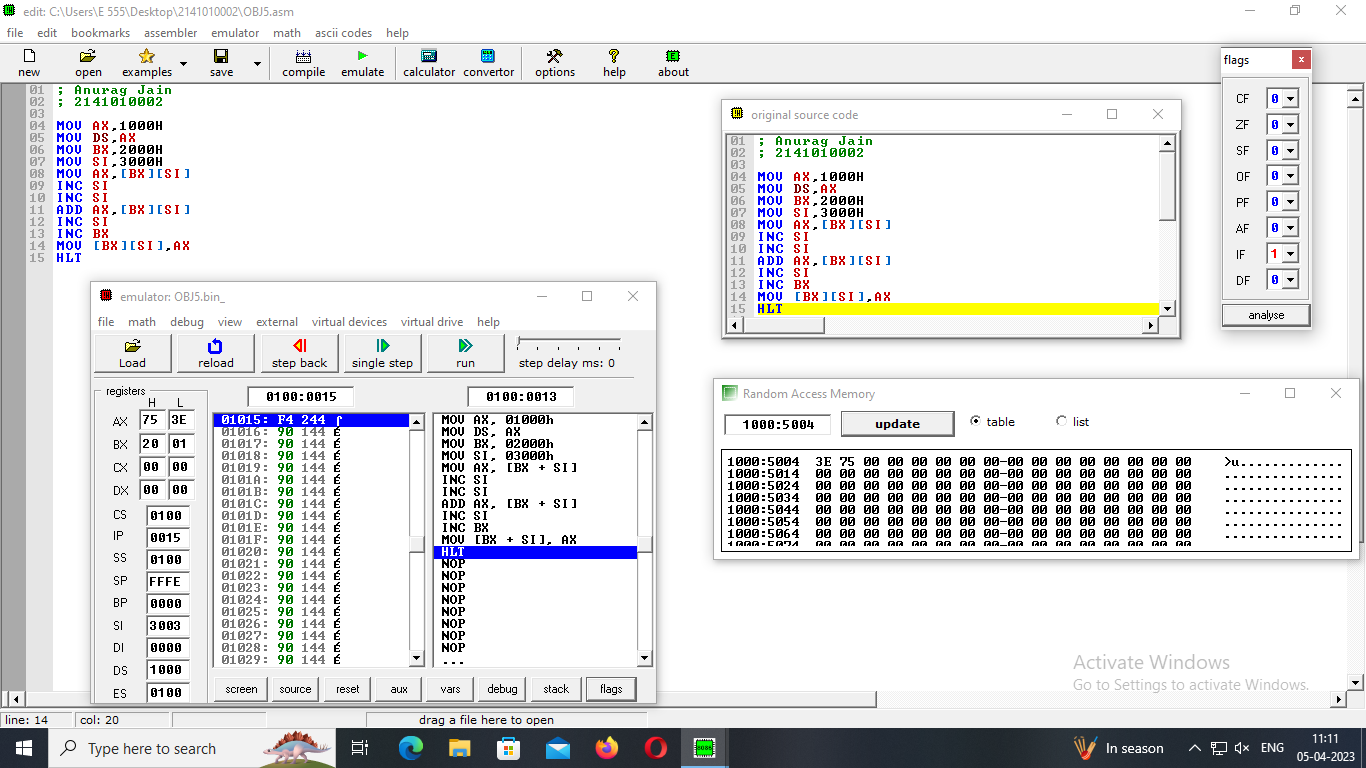 edit: C:\Users\E 555\Desktop\2141010002\OBJ5.asm
file edit bookmarks assembler emulator math ascii codes help
new open examples save compile emulate calculator convertor options help about
01 ; Anurag Jain
02 ; 2141010002
03
04 MOV AX,1000H
05 MOV DS,AX
06 MOV BX,2000H
07 MOV SI,3000H
08 MOV AX,[BX][SI]
09 INC SI
10 INC SI
11 ADD AX,[BX][SI]
12 INC SI
13 INC BX
14 MOV [BX][SI],AX
15 HLT
original source code
01 ; Anurag Jain
02 ; 2141010002
03
04 MOV AX,1000H
05 MOV DS,AX
06 MOV BX,2000H
07 MOV SI,3000H
08 MOV AX,[BX][SI]
09 INC SI
10 INC SI
11 ADD AX,[BX][SI]
12 INC SI
13 INC BX
14 MOV [BX][SI],AX
15 HLT
flags x
CF 0
ZF 0
SF 0
OF 0
PF 0
AF 0
IF 1
DF 0
analyse
emulator: OBJ5.bin_
file math debug view external virtual devices virtual drive help
Load reload step back single step run step delay ms: 0
registers
H L
AX 75 3E
BX 20 01
CX 00 00
DX 00 00
CS 0100
IP 0015
SS 0100
SP FFFE
BP 0000
SI 3003
DI 0000
DS 1000
ES 0100
0100:0015
01015: F4 244 ⌠
01016: 90 144 É
01017: 90 144 É
01018: 90 144 É
01019: 90 144 É
0101A: 90 144 É
0101B: 90 144 É
0101C: 90 144 É
0101D: 90 144 É
0101E: 90 144 É
0101F: 90 144 É
01020: 90 144 É
01021: 90 144 É
01022: 90 144 É
01023: 90 144 É
01024: 90 144 É
01025: 90 144 É
01026: 90 144 É
01027: 90 144 É
01028: 90 144 É
01029: 90 144 É
0100:0013
MOV AX, 01000h
MOV DS, AX
MOV BX, 02000h
MOV SI, 03000h
MOV AX, [BX + SI]
INC SI
INC SI
ADD AX, [BX + SI]
INC SI
INC BX
MOV [BX + SI], AX
HLT
NOP
NOP
NOP
NOP
NOP
NOP
NOP
NOP
...
screen source reset aux vars debug stack flags
Random Access Memory
1000:5004 update table list
1000:5004 3E 75 00 00 00 00 00 00-00 00 00 00 00 00 00 00 >u..............
1000:5014 00 00 00 00 00 00 00 00-00 00 00 00 00 00 00 00 ................
1000:5024 00 00 00 00 00 00 00 00-00 00 00 00 00 00 00 00 ................
1000:5034 00 00 00 00 00 00 00 00-00 00 00 00 00 00 00 00 ................
1000:5044 00 00 00 00 00 00 00 00-00 00 00 00 00 00 00 00 ................
1000:5054 00 00 00 00 00 00 00 00-00 00 00 00 00 00 00 00 ................
1000:5064 00 00 00 00 00 00 00 00-00 00 00 00 00 00 00 00 ................
1000:5074 00 00 00 00 00 00 00 00-00 00 00 00 00 00 00 00
Activate Windows
Go to Settings to activate Windows.
line: 14 col: 20 drag a file here to open
Type here to search
8086
In season
ENG
11:11
05-04-2023